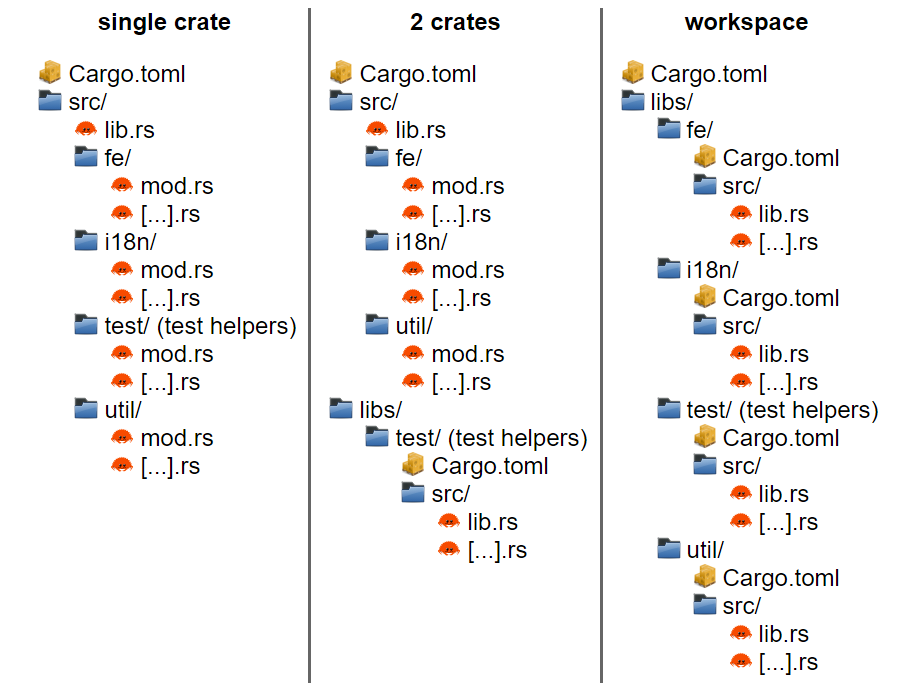 single crate
Cargo.toml
src/
lib.rs
fe/
mod.rs
[...].rs
i18n/
mod.rs
[...].rs
test/ (test helpers)
mod.rs
[...].rs
util/
mod.rs
[...].rs
2 crates
Cargo.toml
src/
lib.rs
fe/
mod.rs
[...].rs
i18n/
mod.rs
[...].rs
util/
mod.rs
[...].rs
libs/
test/ (test helpers)
Cargo.toml
src/
lib.rs
[...].rs
workspace
Cargo.toml
libs/
fe/
Cargo.toml
src/
lib.rs
[...].rs
i18n/
Cargo.toml
src/
lib.rs
[...].rs
test/ (test helpers)
Cargo.toml
src/
lib.rs
[...].rs
util/
Cargo.toml
src/
lib.rs
[...].rs